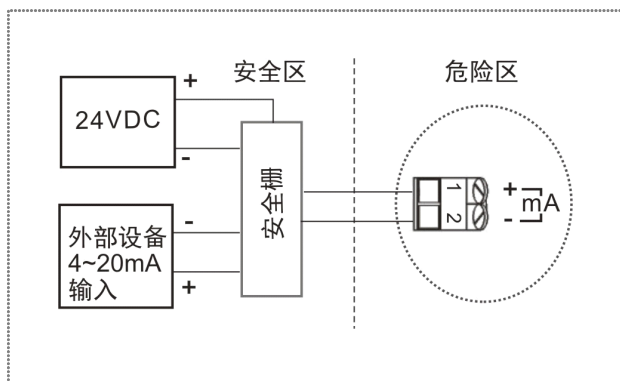 安全区
危险区
+
24VDC
-
安全栅
1
2
+
-
mA
-
外部设备
4~20mA
输入
+